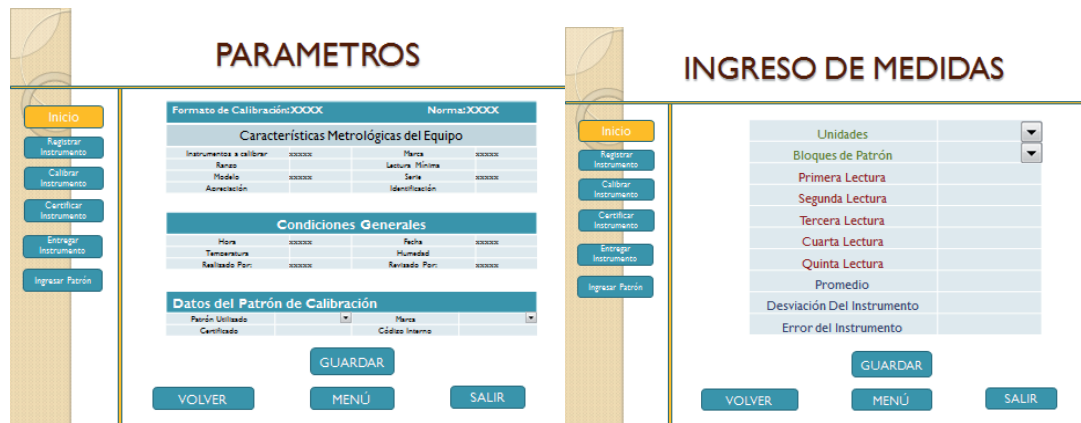 PARAMETROS
Inicio
Registrar
Instrumento
Calibrar
Instrumento
Certificar
Instrumento
Entregar
Instrumento
Ingresar Patrón
Formato de Calibración:XXXX Norma:XXXX
Características Metrológicas del Equipo
Instrumentos a calibrar xxxxx Marca xxxxx
Rango Lectura Mínima
Modelo xxxxx Serie xxxxx
Apreciación Identificación
Condiciones Generales
Hora xxxxx Fecha xxxxx
Temperatura Humedad
Realizado Por: xxxxx Revisado Por: xxxxx
Datos del Patrón de Calibración
Patrón Utilizado Marca
Certificado Código Interno
GUARDAR
VOLVER MENÚ SALIR
INGRESO DE MEDIDAS
Inicio
Registrar
Instrumento
Calibrar
Instrumento
Certificar
Instrumento
Entregar
Instrumento
Ingresar Patrón
Unidades
Bloques de Patrón
Primera Lectura
Segunda Lectura
Tercera Lectura
Cuarta Lectura
Quinta Lectura
Promedio
Desviación Del Instrumento
Error del Instrumento
GUARDAR
VOLVER MENÚ SALIR